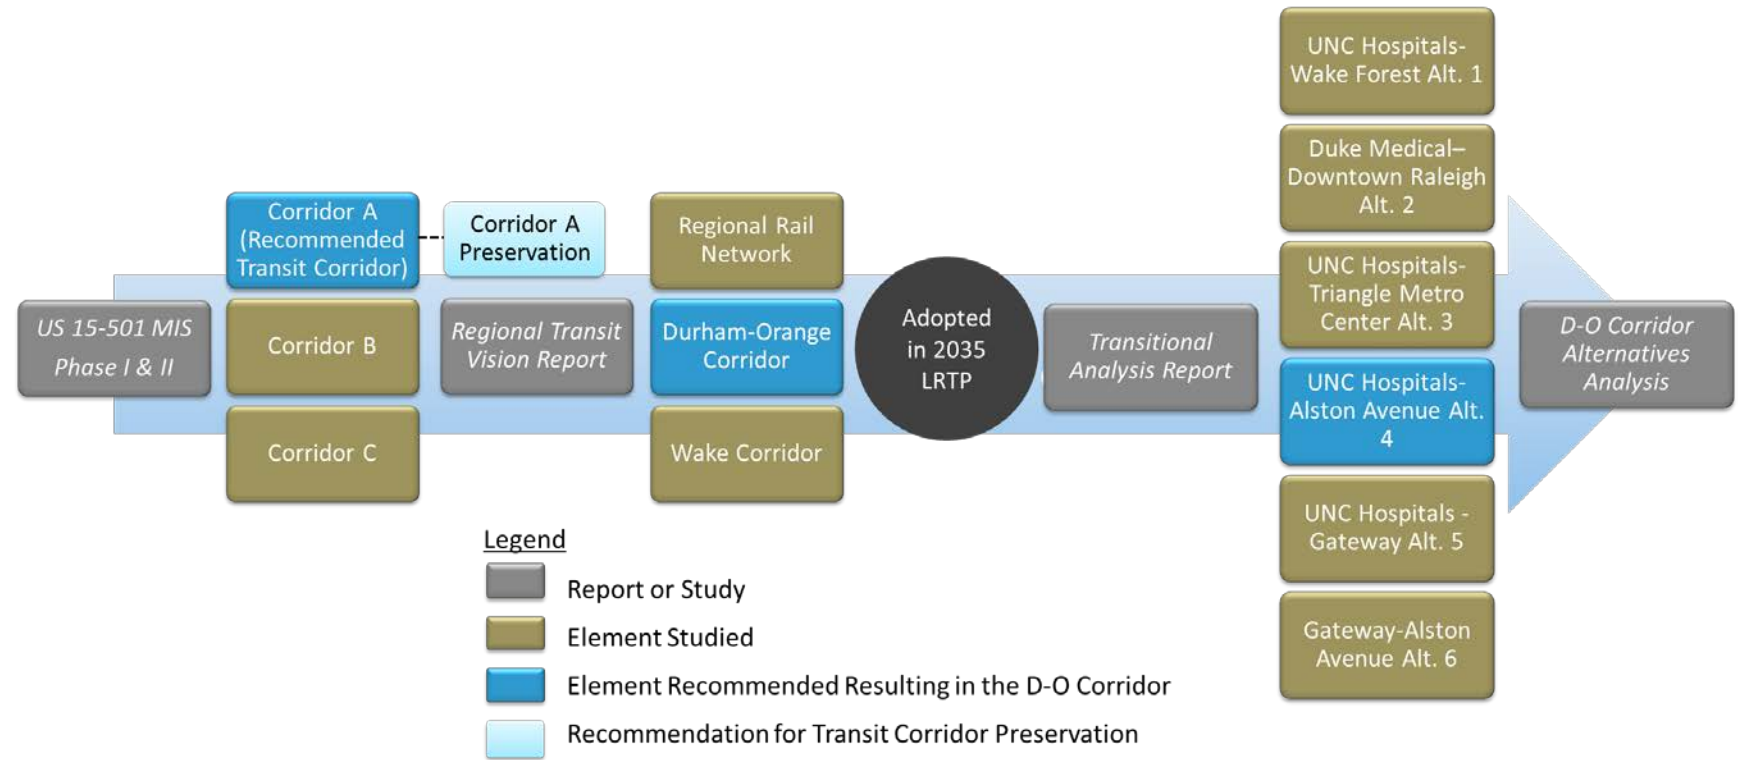 US 15-501 MIS
Phase I & II
Corridor A
(Recommended
Transit Corridor)
Corridor B
Corridor C
Corridor A
Preservation
Regional Transit
Vision Report
Regional Rail
Network
Durham-Orange
Corridor
Wake Corridor
Adopted
in 2035
LRTP
Transitional
Analysis Report
UNC Hospitals-
Wake Forest Alt. 1
Duke Medical–
Downtown Raleigh
Alt. 2
UNC Hospitals-
Triangle Metro
Center Alt. 3
UNC Hospitals-
Alston Avenue Alt.
4
UNC Hospitals -
Gateway Alt. 5
Gateway-Alston
Avenue Alt. 6
D-O Corridor
Alternatives
Analysis
Legend
Report or Study
Element Studied
Element Recommended Resulting in the D-O Corridor
Recommendation for Transit Corridor Preservation